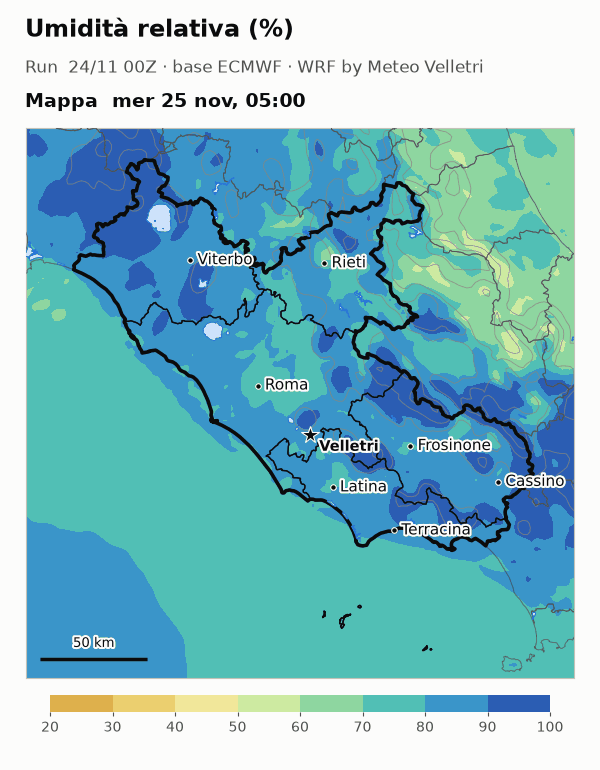 Umidità relativa (%)
Run  24/11 00Z · base ECMWF · WRF by Meteo Velletri
Mappa  mer 25 nov, 05:00
Viterbo
Rieti
Roma
Velletri
Frosinone
Cassino
Latina
Terracina
50 km
20 30 40 50 60 70 80 90 100